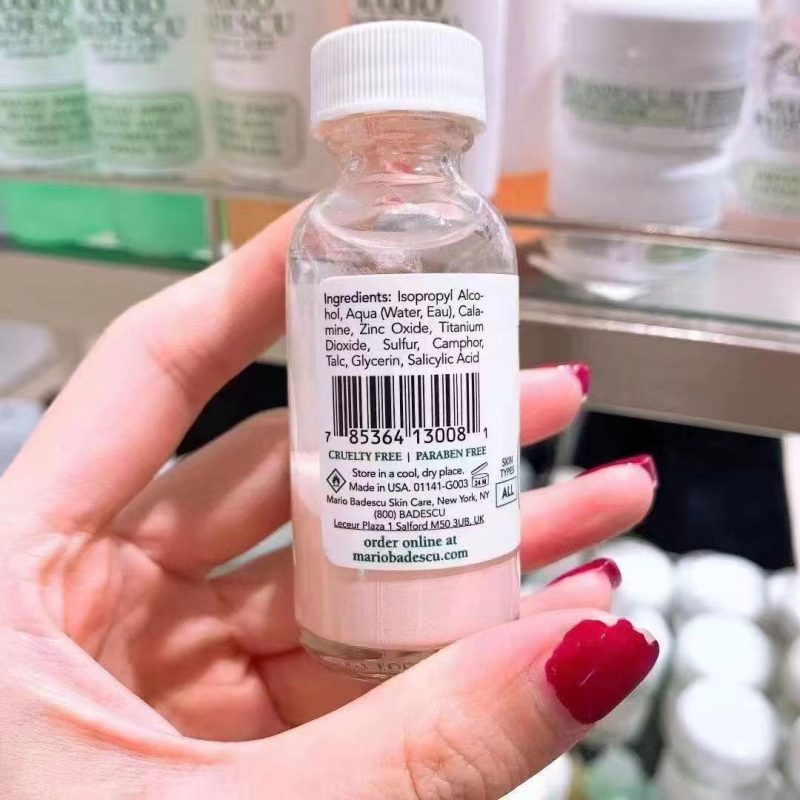 MARIO
BADESCU
Ingredients: Isopropyl Alco-
hol, Aqua (Water, Eau), Cala-
mine, Zinc Oxide, Titanium
Dioxide, Sulfur, Camphor,
Talc, Glycerin, Salicylic Acid
7 85364 13008 1
CRUELTY FREE | PARABEN FREE
Store in a cool, dry place.
Made in USA. 01141-G003 24 M
Mario Badescu Skin Care, New York, NY
(800) BADESCU
Leceur Plaza 1 Salford M50 3UB. UK
order online at
mariobadescu.com
SKIN
TYPES
ALL